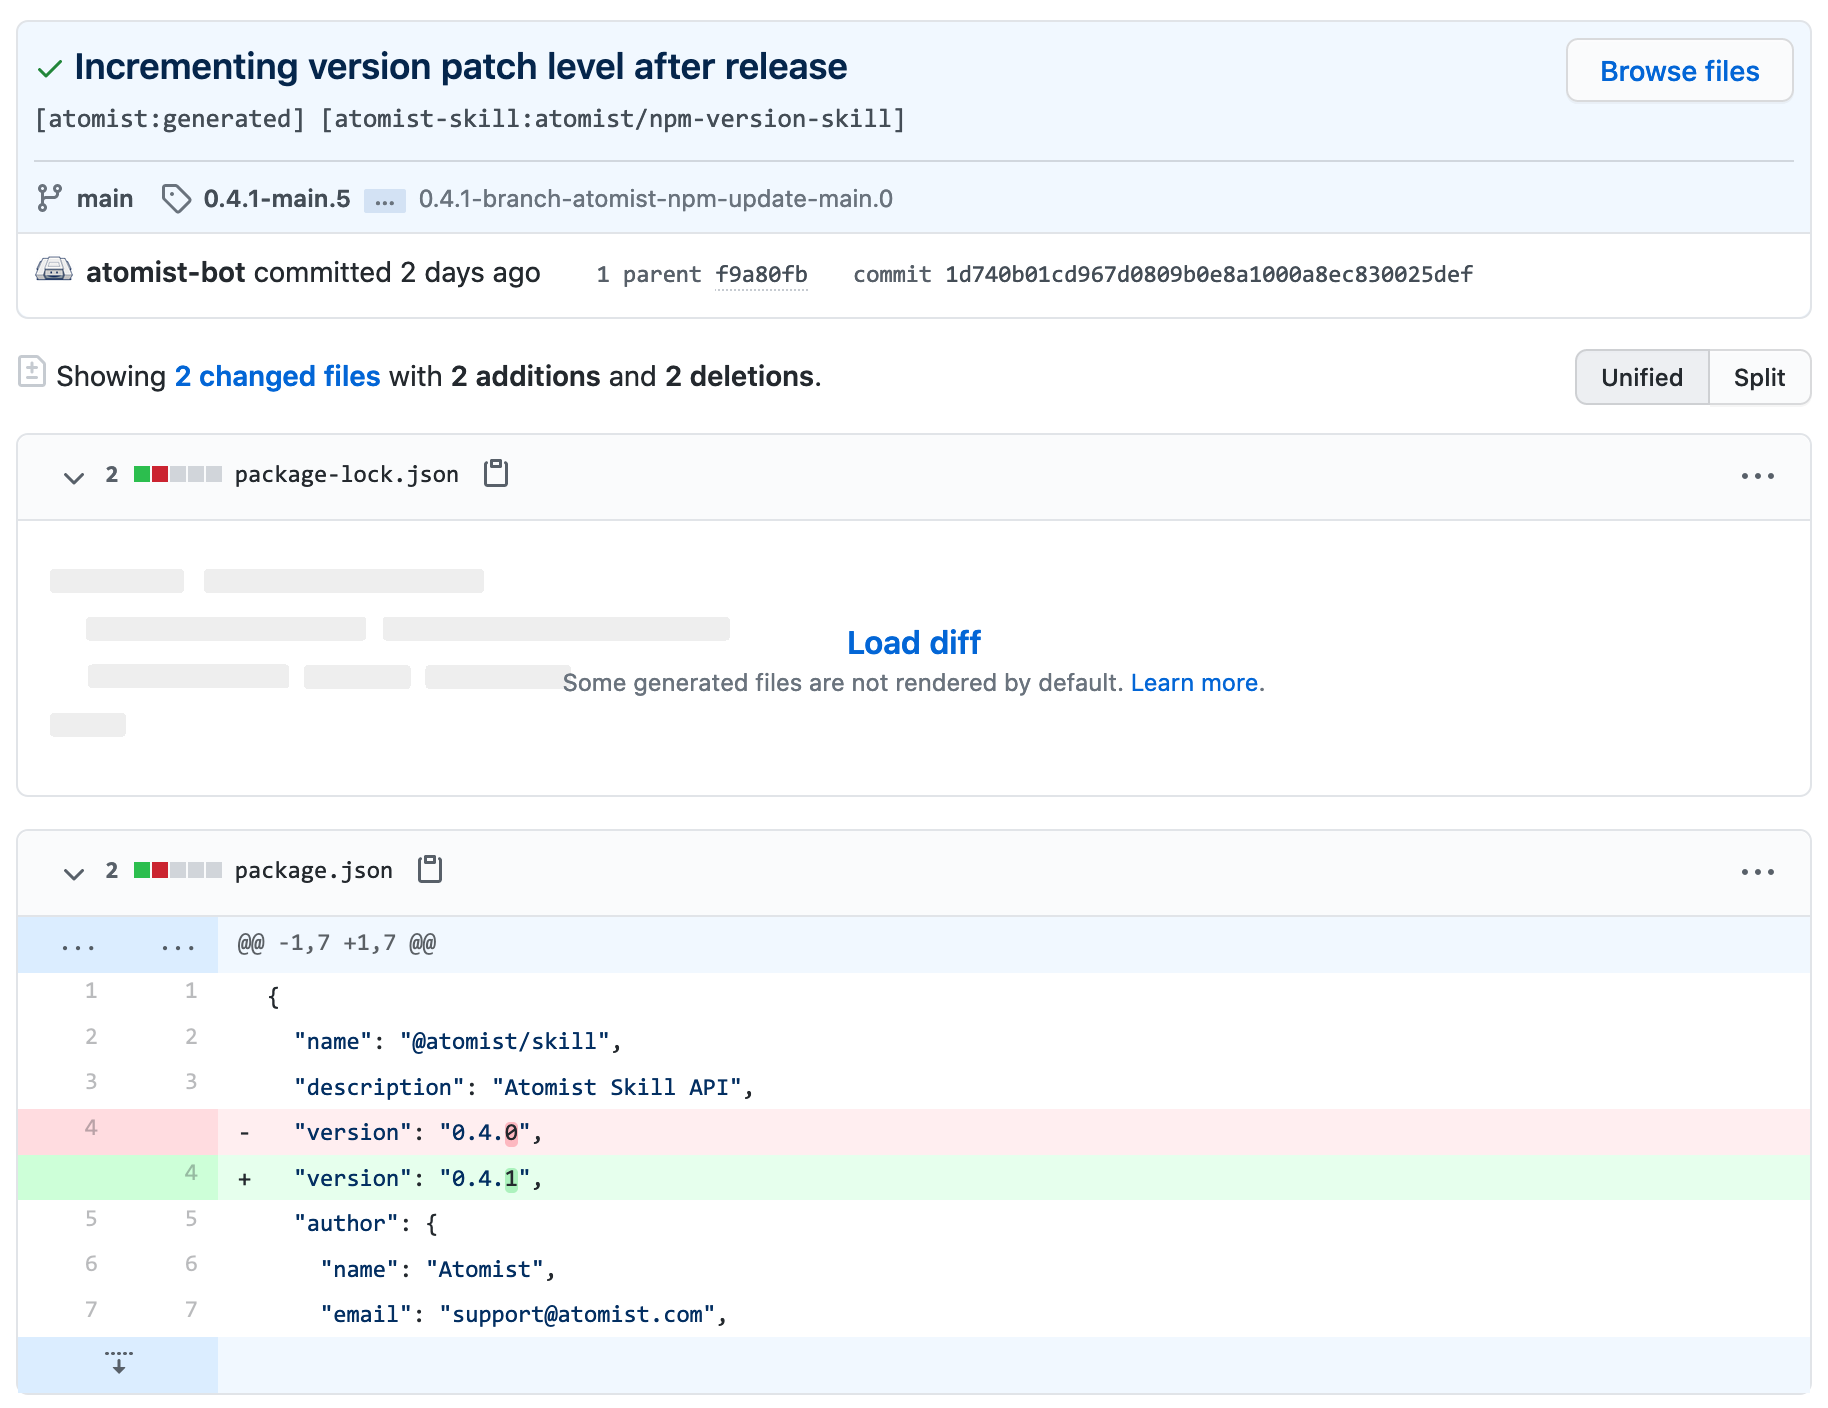 Incrementing version patch level after release
Browse files
[atomist:generated] [atomist-skill:atomist/npm-version-skill]
main 0.4.1-main.5 ... 0.4.1-branch-atomist-npm-update-main.0
atomist-bot committed 2 days ago 1 parent f9a80fb commit 1d740b01cd967d0809b0e8a1000a8ec830025def
Showing 2 changed files with 2 additions and 2 deletions.
Unified Split
2 package-lock.json
Load diff
Some generated files are not rendered by default. Learn more.
2 package.json
... ... @@ -1,7 +1,7 @@
1 1 {
2 2 "name": "@atomist/skill",
3 3 "description": "Atomist Skill API",
4 - "version": "0.4.0",
4 + "version": "0.4.1",
5 5 "author": {
6 6 "name": "Atomist",
7 7 "email": "support@atomist.com",